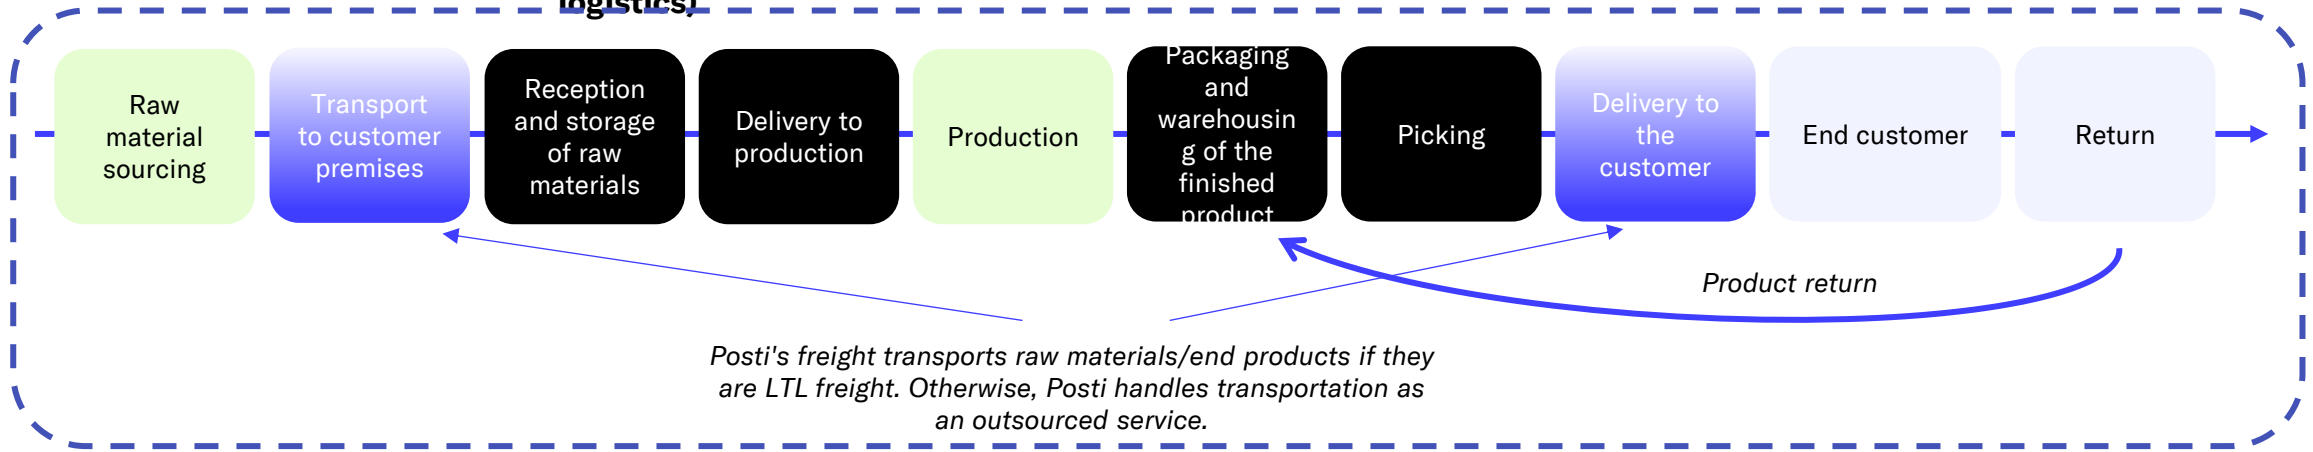 logistics)
Raw
material
sourcing
Transport
to customer
premises
Reception
and storage
of raw
materials
Delivery to
production
Production
Packaging
and
warehousin
g of the
finished
product
Picking
Delivery to
the
customer
End customer
Return
Product return
Posti's freight transports raw materials/end products if they
are LTL freight. Otherwise, Posti handles transportation as
an outsourced service.